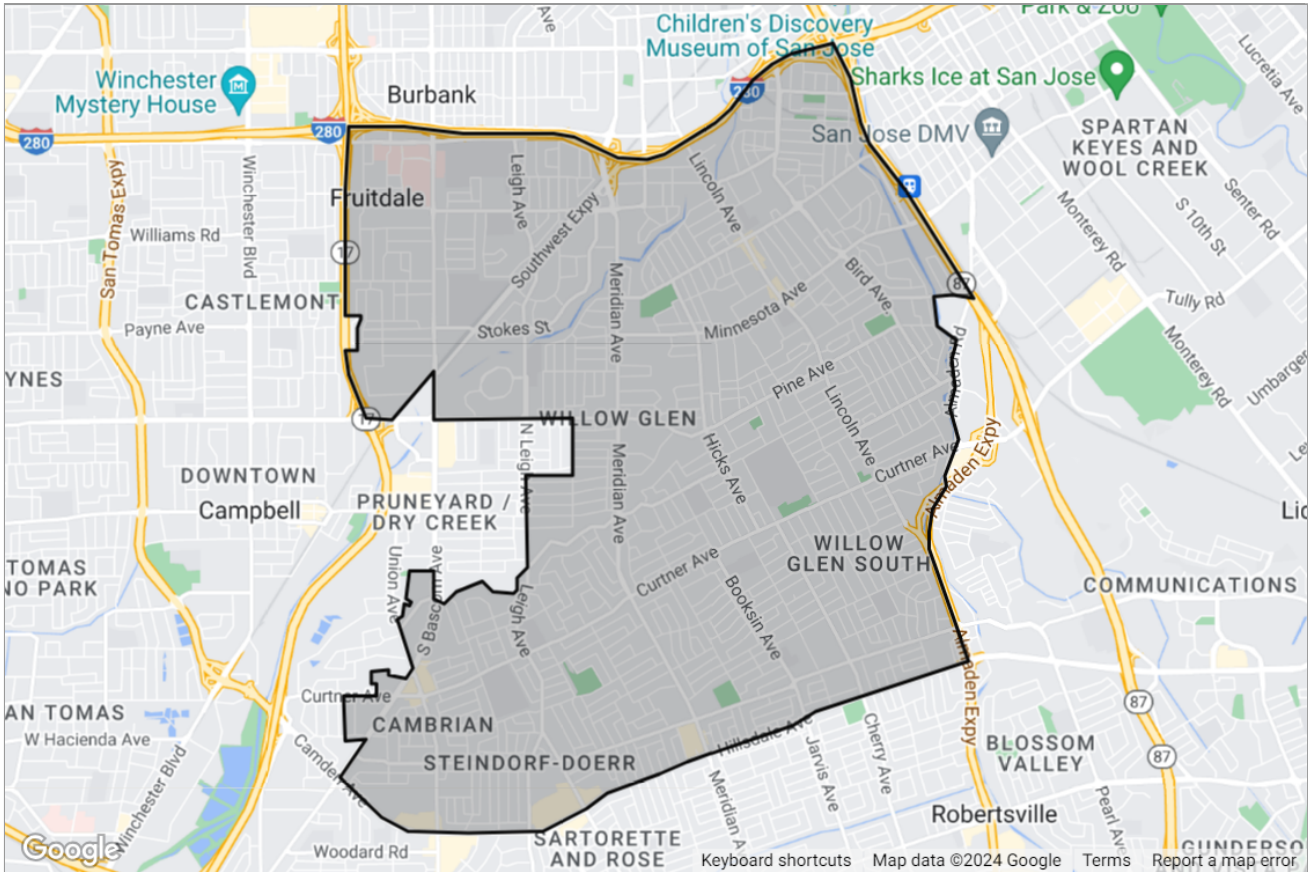 Ave
Park & Zoo
Children's Discovery
Museum of San Jose
Lucretia Ave
Winchester
Mystery House
Burbank
280
Sharks Ice at San Jose
280
280
San Jose DMV
SPARTAN
KEYES AND
WOOL CREEK
San Tomas Expy
Winchester Blvd
Fruitdale
Leigh Ave
Lincoln Ave
Southwest Expy
Monterey Rd
S 10th St
Senter Rd
Williams Rd
17
Meridian Ave
Bird Ave
87
CASTLEMONT
Payne Ave
Stokes St
Minnesota Ave
Tully Rd
Monterey Rd
YNES
Pine Ave
Lincoln Ave
17
WILLOW GLEN
N Leigh Ave
Meridian Ave
Hicks Ave
Curtner Ave
Almaden Expy
DOWNTOWN
Campbell
PRUNEYARD /
DRY CREEK
WILLOW
GLEN SOUTH
TOMAS
NO PARK
Union Ave
S Bascom Ave
Leigh Ave
Curtner Ave
Booksin Ave
COMMUNICATIONS
Almaden Expy
Curtner Ave
87
AN TOMAS
W Hacienda Ave
CAMBRIAN
STEINDORF-DOERR
Hillsdale Ave
Jarvis Ave
Cherry Ave
BLOSSOM
VALLEY
87
Winchester Blvd
Camden Ave
Meridian A
Robertsville
Pearl Ave
Google
Woodard Rd
SARTORETTE
AND ROSE
GUNDERSO
Keyboard shortcuts
Map data ©2024 Google
Terms
Report a map error